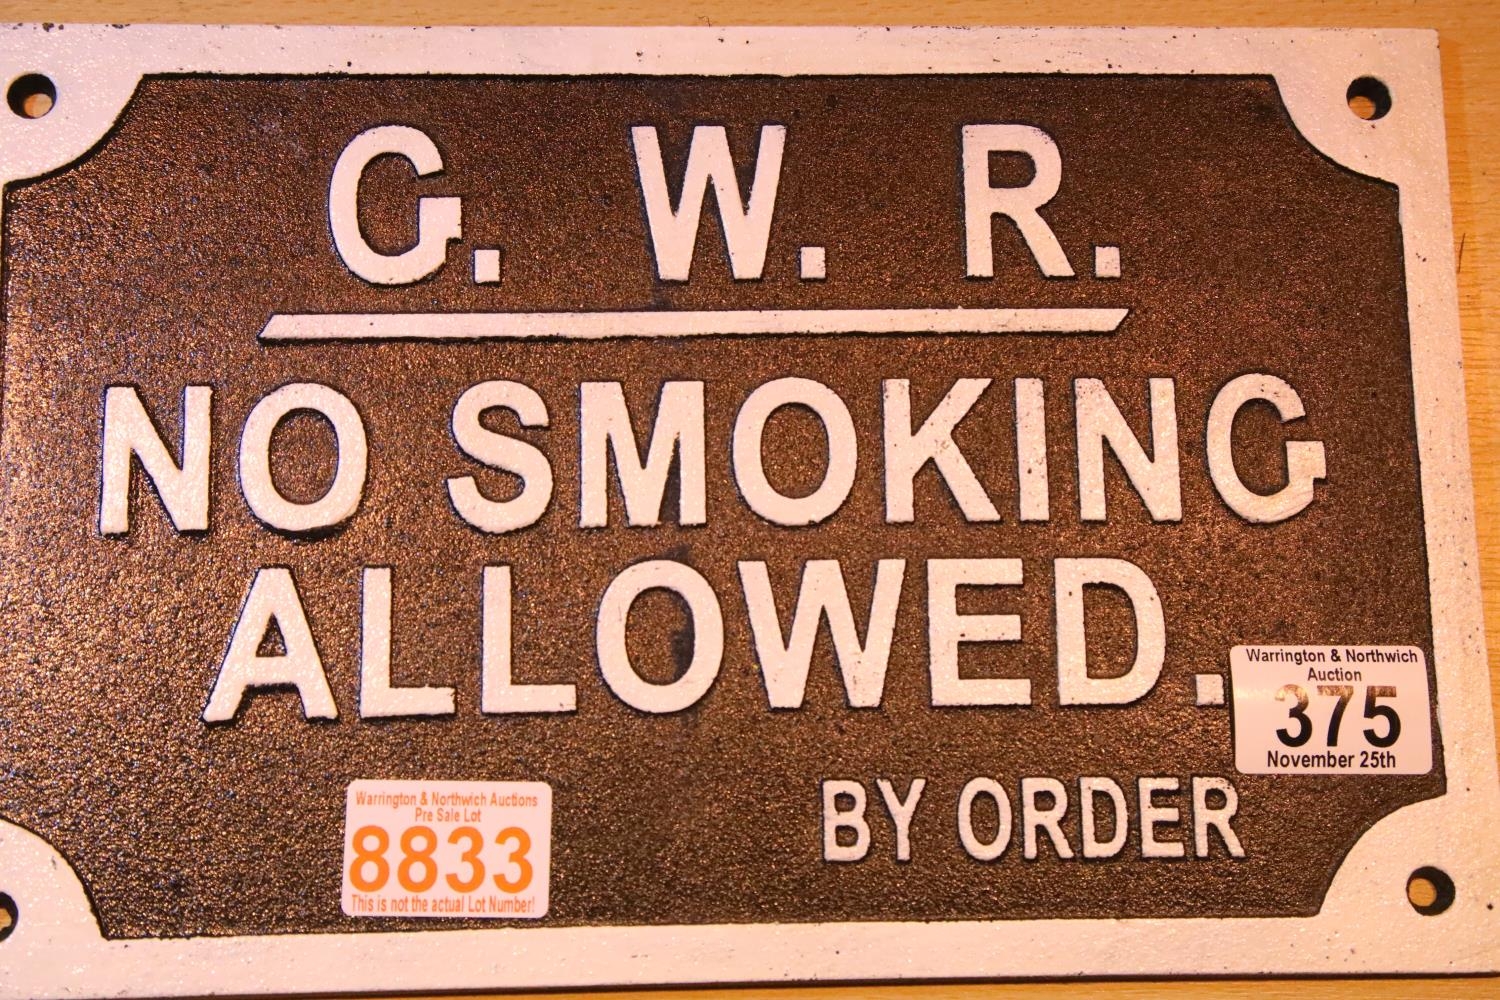 G. W. R.
NO SMOKING
ALLOWED.
BY ORDER
Warrington & Northwich
Auction
375
November 25th
Warrington & Northwich Auctions
Pre Sale Lot
8833
This is not the actual Lot Number!